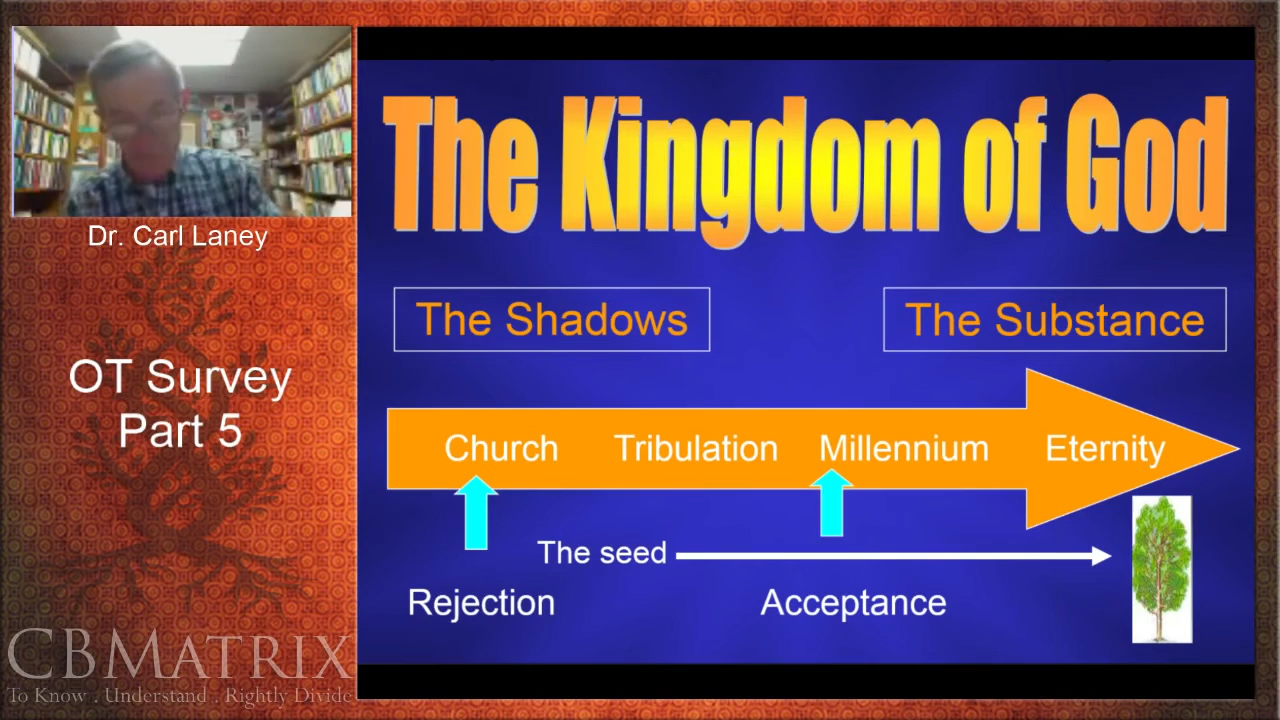 Dr. Carl Laney
OT Survey
Part 5
CBMATRIX
To Know . Understand . Rightly Divide
The Kingdom of God
The Shadows
The Substance
Church Tribulation Millennium Eternity
The seed
Rejection
Acceptance